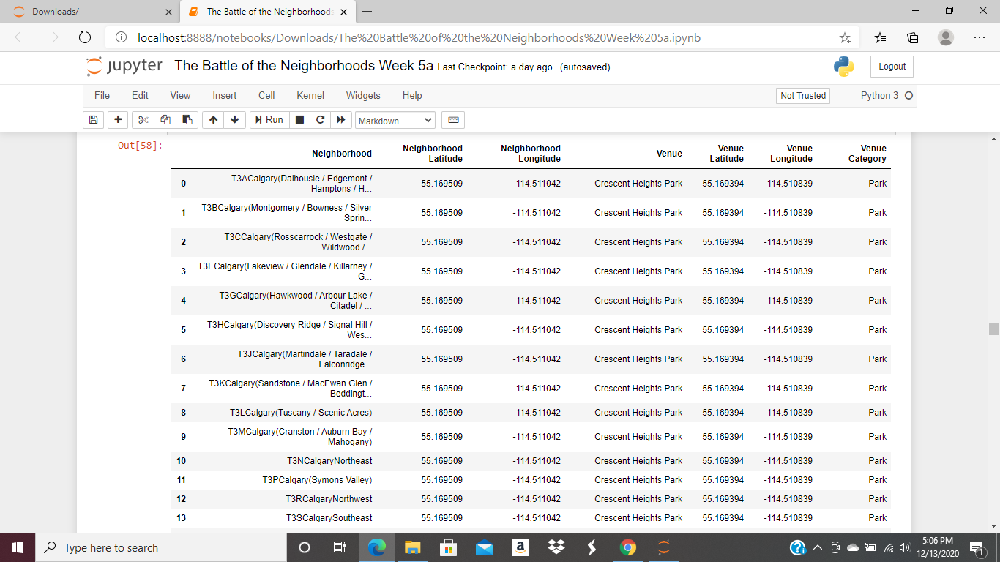 Downloads/
The Battle of the Neighborhoods
localhost:8888/notebooks/Downloads/The%20Battle%20of%20the%20Neighborhoods%20Week%205a.ipynb
jupyter The Battle of the Neighborhoods Week 5a Last Checkpoint: a day ago (autosaved) Logout
File Edit View Insert Cell Kernel Widgets Help Not Trusted Python 3
Run Markdown
Out[58]:
Neighborhood Neighborhood Latitude Neighborhood Longitude Venue Venue Latitude Venue Longitude Venue Category
0 T3ACalgary(Dalhousie / Edgemont / Hamptons / H... 55.169509 -114.511042 Crescent Heights Park 55.169394 -114.510839 Park
1 T3BCalgary(Montgomery / Bowness / Silver Sprin... 55.169509 -114.511042 Crescent Heights Park 55.169394 -114.510839 Park
2 T3CCalgary(Rosscarrock / Westgate / Wildwood /... 55.169509 -114.511042 Crescent Heights Park 55.169394 -114.510839 Park
3 T3ECalgary(Lakeview / Glendale / Killarney / G... 55.169509 -114.511042 Crescent Heights Park 55.169394 -114.510839 Park
4 T3GCalgary(Hawkwood / Arbour Lake / Citadel / ... 55.169509 -114.511042 Crescent Heights Park 55.169394 -114.510839 Park
5 T3HCalgary(Discovery Ridge / Signal Hill / Wes... 55.169509 -114.511042 Crescent Heights Park 55.169394 -114.510839 Park
6 T3JCalgary(Martindale / Taradale / Falconridge... 55.169509 -114.511042 Crescent Heights Park 55.169394 -114.510839 Park
7 T3KCalgary(Sandstone / MacEwan Glen / Beddingt... 55.169509 -114.511042 Crescent Heights Park 55.169394 -114.510839 Park
8 T3LCalgary(Tuscany / Scenic Acres) 55.169509 -114.511042 Crescent Heights Park 55.169394 -114.510839 Park
9 T3MCalgary(Cranston / Auburn Bay / Mahogany) 55.169509 -114.511042 Crescent Heights Park 55.169394 -114.510839 Park
10 T3NCalgaryNortheast 55.169509 -114.511042 Crescent Heights Park 55.169394 -114.510839 Park
11 T3PCalgary(Symons Valley) 55.169509 -114.511042 Crescent Heights Park 55.169394 -114.510839 Park
12 T3RCalgaryNorthwest 55.169509 -114.511042 Crescent Heights Park 55.169394 -114.510839 Park
13 T3SCalgarySoutheast 55.169509 -114.511042 Crescent Heights Park 55.169394 -114.510839 Park
Type here to search
a
5:06 PM
12/13/2020
1